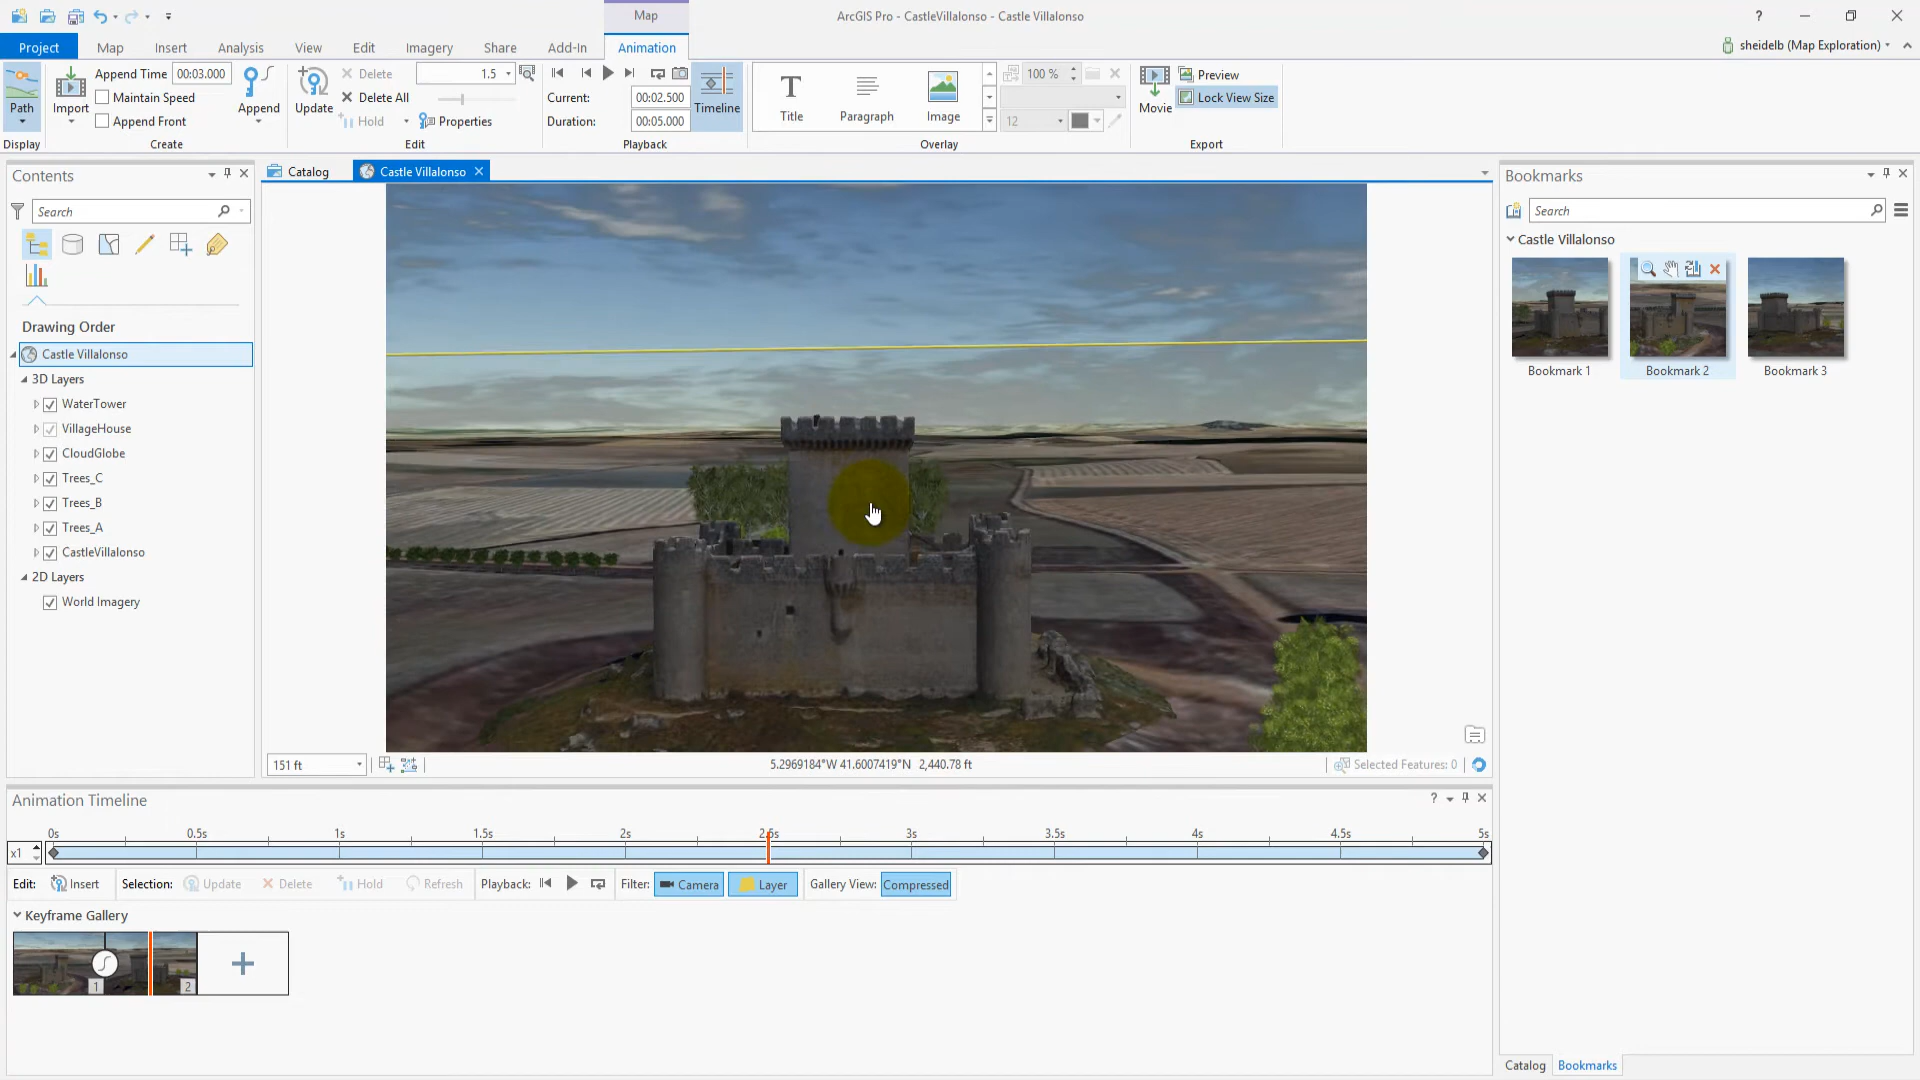 Map
ArcGIS Pro - CastleVillalonso - Castle Villalonso
?
Project Map Insert Analysis View Edit Imagery Share Add-In Animation
sheidelb (Map Exploration)
Path
Display
Import
Append Time 00:03.000
Maintain Speed
Append Front
Append
Create
Update
Delete
Delete All
Hold
1.5
Properties
Edit
Current: 00:02.500
Duration: 00:05.000
Timeline
Playback
Title
Paragraph
Image
100 %
12
Overlay
Movie
Preview
Lock View Size
Export
Contents
Search
Drawing Order
Castle Villalonso
3D Layers
WaterTower
VillageHouse
CloudGlobe
Trees_C
Trees_B
Trees_A
CastleVillalonso
2D Layers
World Imagery
Catalog
Castle Villalonso
151 ft
5.2969184°W 41.6007419°N 2,440.78 ft
Selected Features: 0
Bookmarks
Search
Castle Villalonso
Bookmark 1
Bookmark 2
Bookmark 3
Animation Timeline
?
0s 0.5s 1s 1.5s 2s 2.5s 3s 3.5s 4s 4.5s 5s
x1
Edit: Insert Selection: Update Delete Hold Refresh Playback: Filter: Camera Layer Gallery View: Compressed
Keyframe Gallery
1
2
Catalog Bookmarks